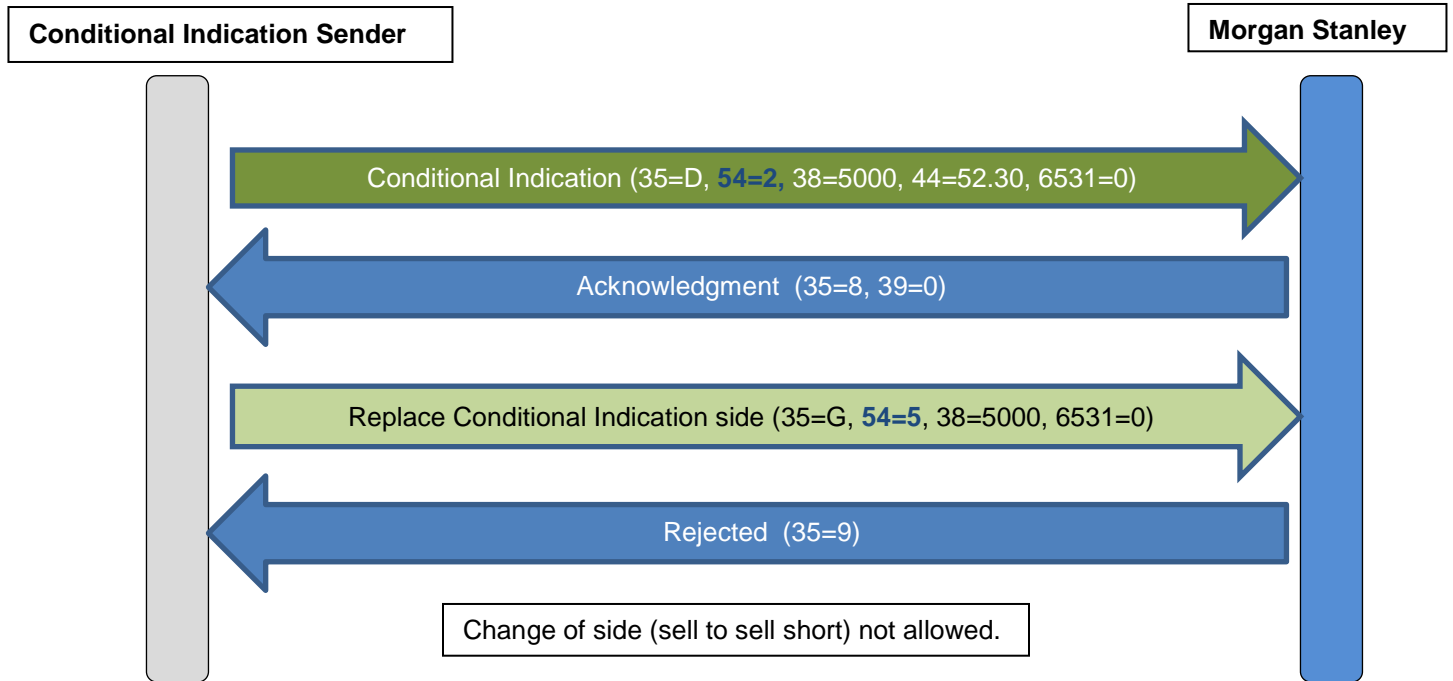 Conditional Indication Sender
Morgan Stanley
Conditional Indication (35=D, 54=2, 38=5000, 44=52.30, 6531=0)
Acknowledgment (35=8, 39=0)
Replace Conditional Indication side (35=G, 54=5, 38=5000, 6531=0)
Rejected (35=9)
Change of side (sell to sell short) not allowed.